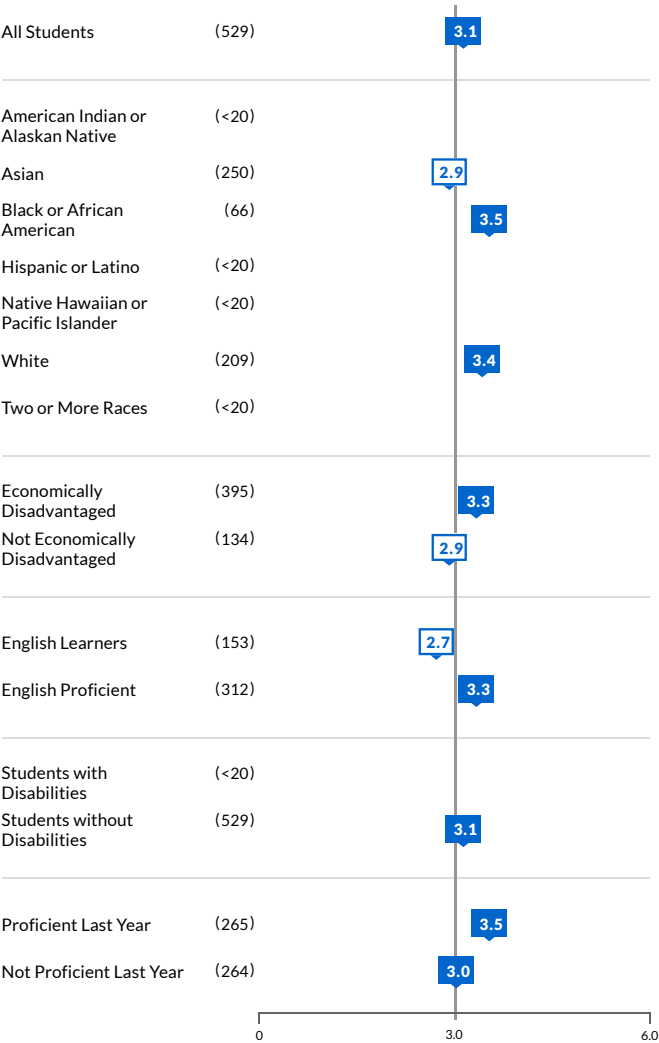 All Students (529) 3.1
American Indian or (<20)
Alaskan Native
Asian (250) 2.9
Black or African (66) 3.5
American
Hispanic or Latino (<20)
Native Hawaiian or (<20)
Pacific Islander
White (209) 3.4
Two or More Races (<20)
Economically (395) 3.3
Disadvantaged
Not Economically (134) 2.9
Disadvantaged
English Learners (153) 2.7
English Proficient (312) 3.3
Students with (<20)
Disabilities
Students without (529) 3.1
Disabilities
Proficient Last Year (265) 3.5
Not Proficient Last Year (264) 3.0
0 3.0 6.0